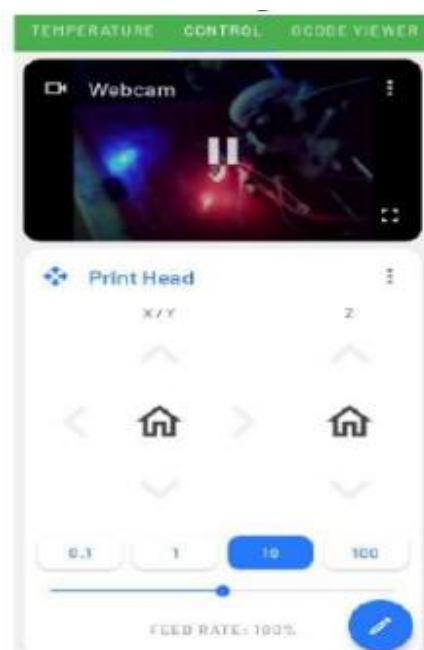 TEMPERATURE CONTROL GCODE VIEWER
Webcam
Print Head
X/Y Z
0.1 1 10 100
FEED RATE: 100%